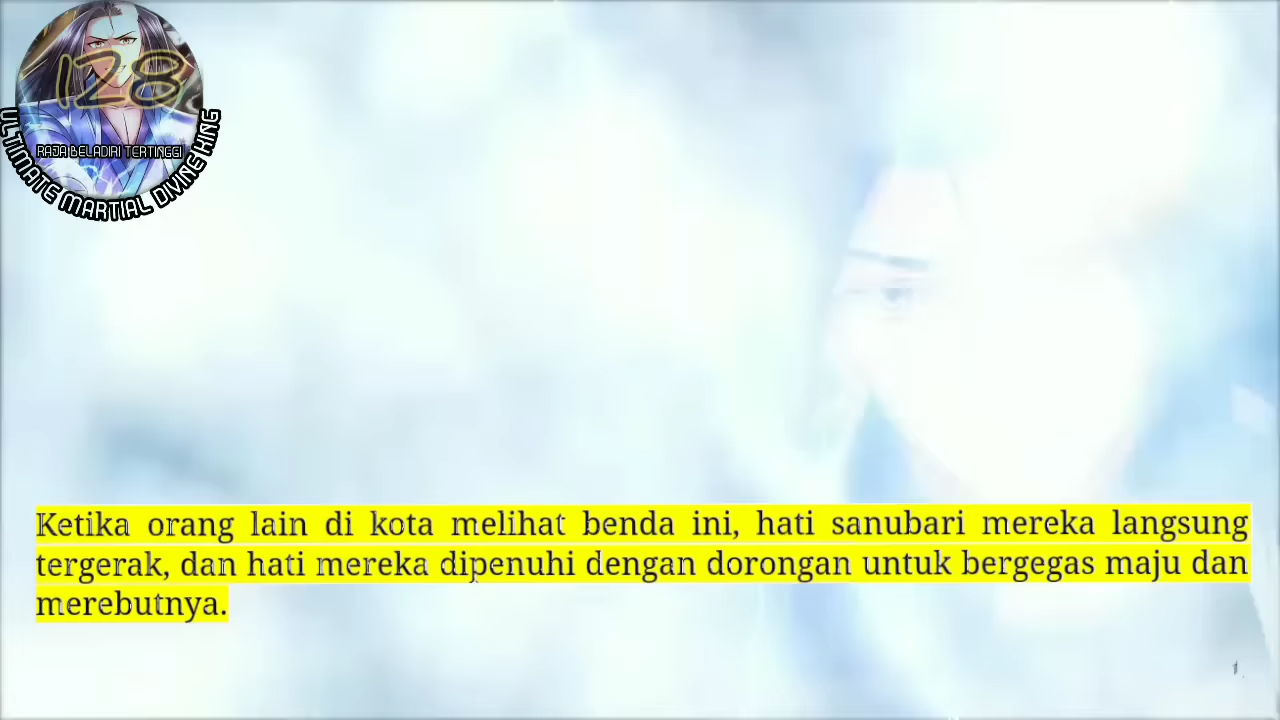 128
RAJA BELADIRI TERTINGGI
ULTIMATE MARTIAL DIVINE KING
Ketika orang lain di kota melihat benda ini, hati sanubari mereka langsung
tergerak, dan hati mereka dipenuhi dengan dorongan untuk bergegas maju dan
merebutnya.